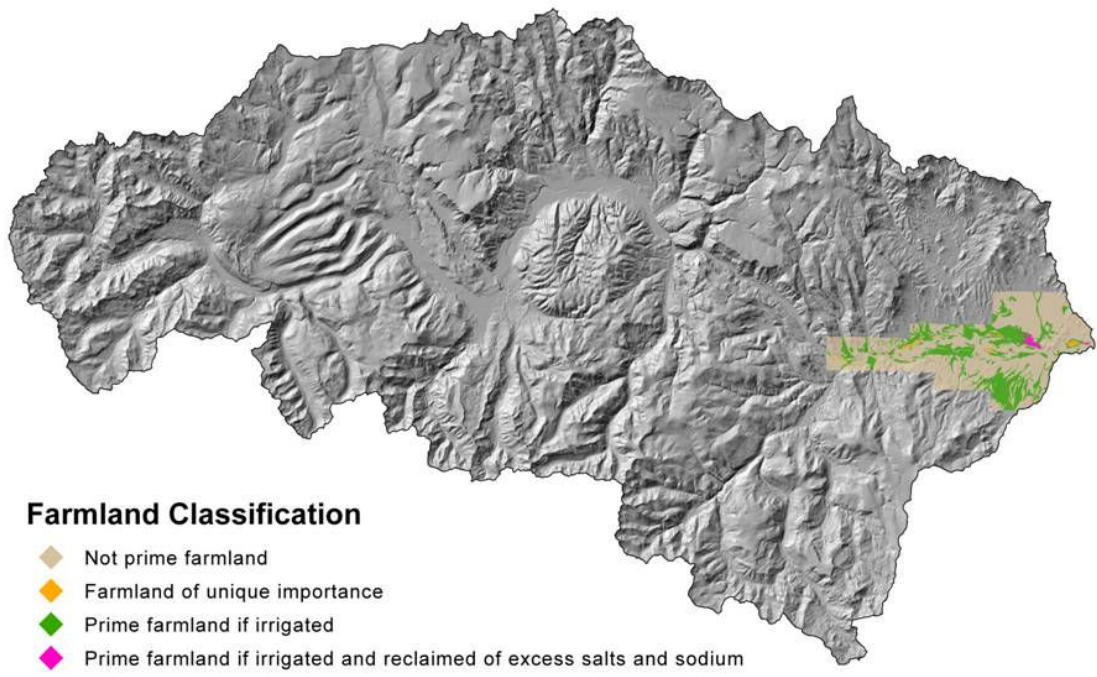 Farmland Classification
Not prime farmland
Farmland of unique importance
Prime farmland if irrigated
Prime farmland if irrigated and reclaimed of excess salts and sodium